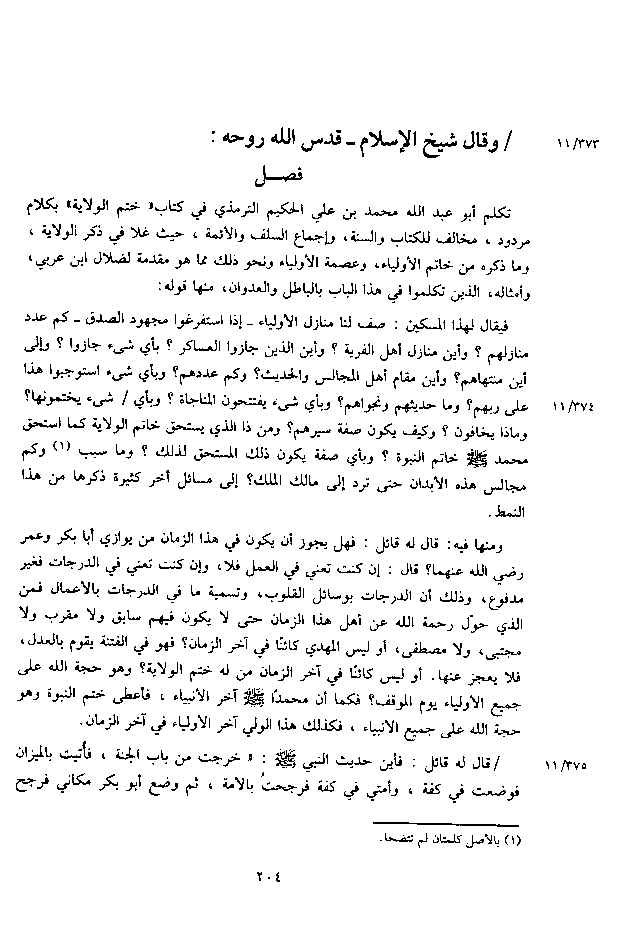 ١١/٣٧٣ / وقال شيخ الإسلام ـ قدس الله روحه :
فصــل
تكلم أبو عبد الله محمد بن علي الحكيم الترمذي في كتاب« ختم الولاية» بكلام
مردود ، مخالف للكتاب والسنة، وإجماع السلف والأئمة ، حيث غلا في ذكر الولاية ،
وما ذكره من خاتم الأولياء، وعصمة الأولياء ونحو ذلك مما هو مقدمة لضلال ابن عربي،
وأمثاله، الذين تكلموا في هذا الباب بالباطل والعدوان، منها قوله:
فيقال لهذا المسكين : صف لنا منازل الأولياء ـ إذا استفرغوا مجهود الصدق ـ كم عدد
منازلهم ؟ وأين منازل أهل الفرية ؟ وأين الذين جازوا العساكر ؟ بأي شىء جازوا ؟ وإلى
أين منتهاهم؟ وأين مقام أهل المجالس والحديث؟ وكم عددهم؟ وبأي شىء استوجبوا هذا
١١/٣٧٤ على ربهم؟ وما حديثهم ونجواهم؟ وبأي شىء يفتتحون المناجاة ؟ وبأي / شىء يختمونها؟
وماذا يخافون ؟ وكيف يكون صفة سيرهم؟ ومن ذا الذي يستحق خاتم الولاية كما استحق
محمد ﷺ خاتم النبوة ؟ وبأي صفة يكون ذلك المستحق لذلك ؟ وما سبب (١) وكم
مجالس هذه الأبدان حتى ترد إلى مالك الملك؟ إلى مسائل أخر كثيرة ذكرها من هذا
النمط.
ومنها فيه: قال له قائل : فهل يجوز أن يكون في هذا الزمان من يوازي أبا بكر وعمر
رضي الله عنهما؟ قال : إن كنت تعني في العمل فلا، وإن كنت تعني في الدرجات فغير
مدفوع، وذلك أن الدرجات بوسائل القلوب، وتسمية ما في الدرجات بالأعمال فمن
الذي حوّل رحمة الله عن أهل هذا الزمان حتى لا يكون فيهم سابق ولا مقرب ولا
مجتبى، ولا مصطفى، أو ليس المهدي كائنًا في آخر الزمان؟ فهو في الفتنة يقوم بالعدل،
فلا يعجز عنها. أو ليس كائنًا في آخر الزمان من له ختم الولاية؟ وهو حجة الله على
جميع الأولياء يوم الموقف؟ فكما أن محمدًا ﷺ آخر الأنبياء ، فأعطى ختم النبوة وهو
حجة الله على جميع الأنبياء ، فكذلك هذا الولي آخر الأولياء في آخر الزمان.
١١/٣٧٥ / قال له قائل : فأين حديث النبي ﷺ : « خرجت من باب الجنة ، فأُتيت بالميزان
فوضعت في كفة ، وأمتي في كفة فرجحتُ بالأمة ، ثم وضع أبو بكر مكاني فرجح
(١) بالأصل كلمتان لم تتضحا.
٢٠٤